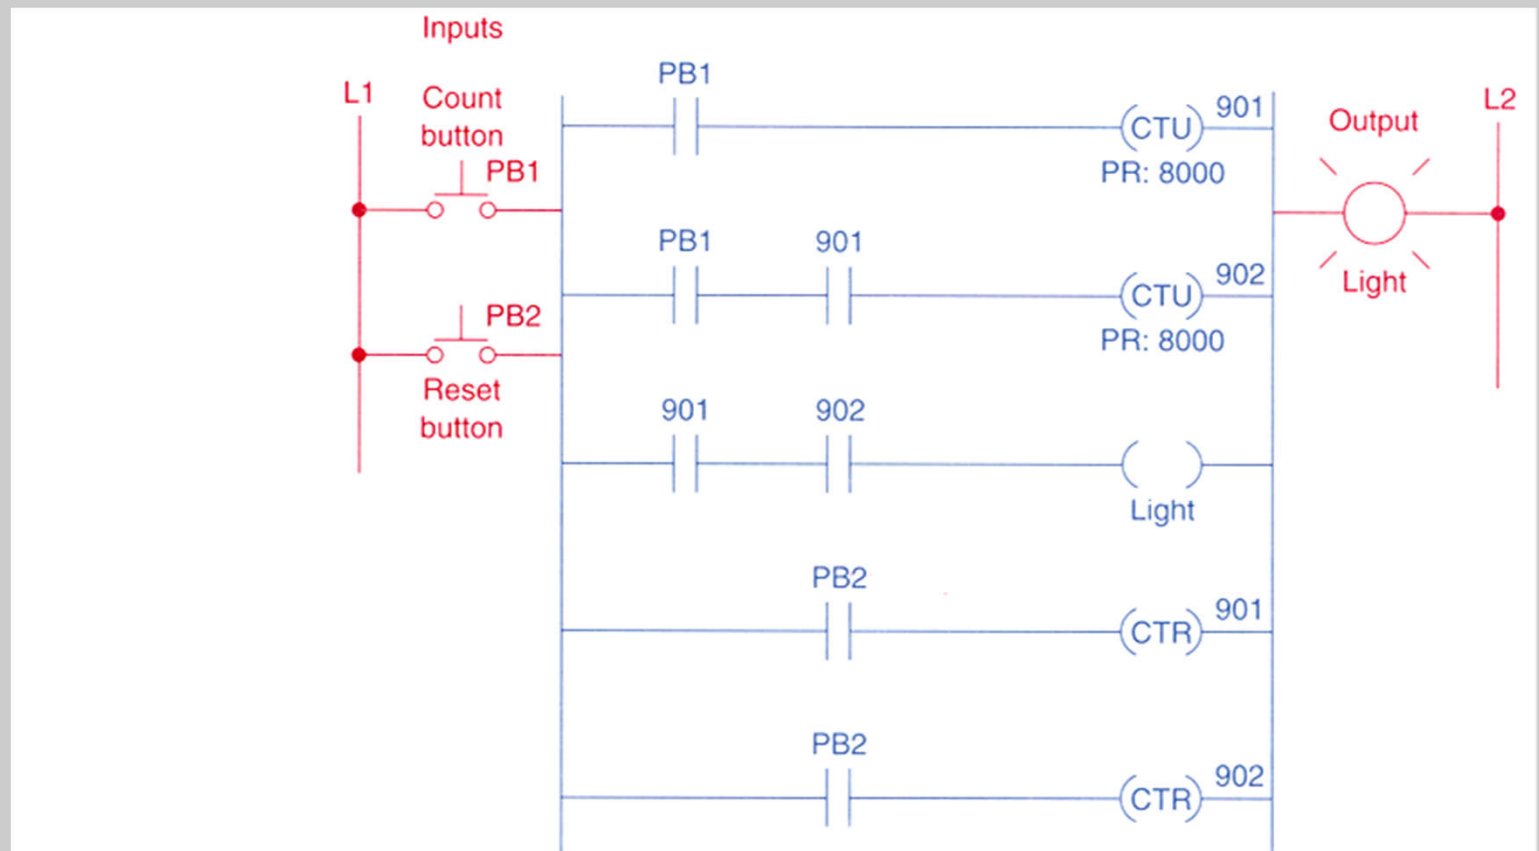 Inputs
L1
Count
button
PB1
PB2
Reset
button
PB1
CTU
901
PR: 8000
PB1
901
CTU
902
PR: 8000
901
902
Light
PB2
CTR
901
PB2
CTR
902
Output
Light
L2